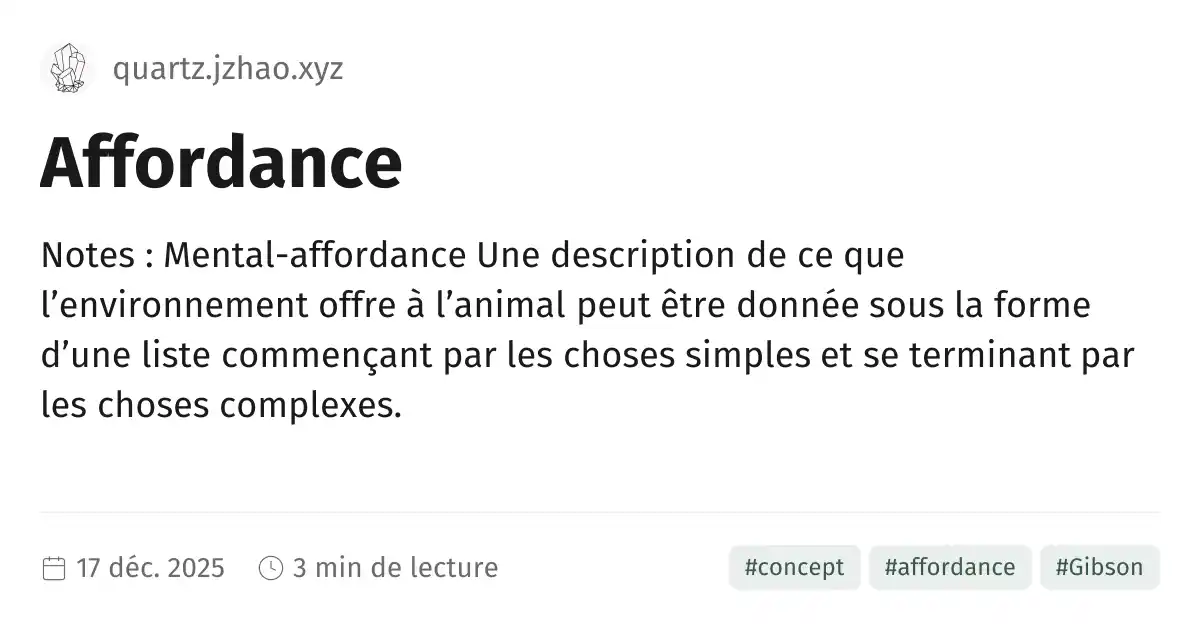 quartz.jzhao.xyz
Affordance
Notes : Mental-affordance Une description de ce que
l’environnement offre à l’animal peut être donnée sous la forme
d’une liste commençant par les choses simples et se terminant par
les choses complexes.
17 déc. 2025 3 min de lecture #concept #affordance #Gibson